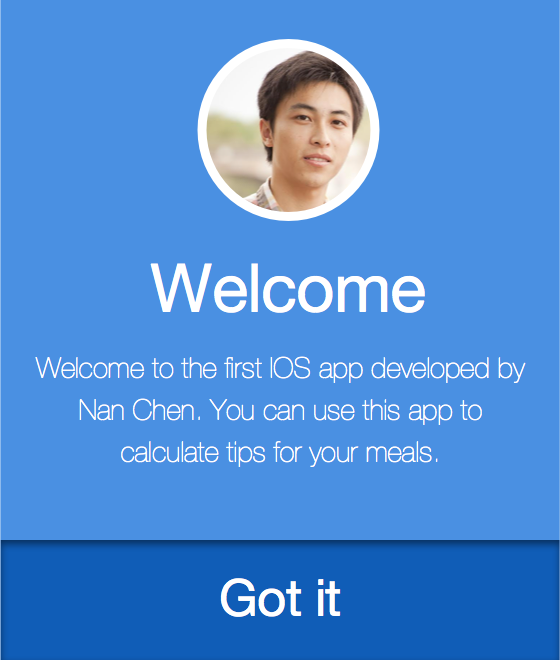 Welcome
Welcome to the first IOS app developed by
Nan Chen. You can use this app to
calculate tips for your meals.
Got it